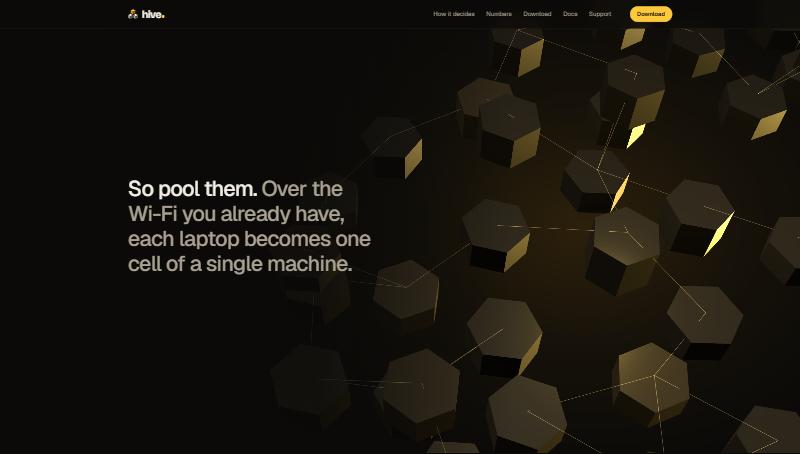 hive.
How it decides Numbers Download Docs Support Download
So pool them. Over the
Wi-Fi you already have,
each laptop becomes one
cell of a single machine.